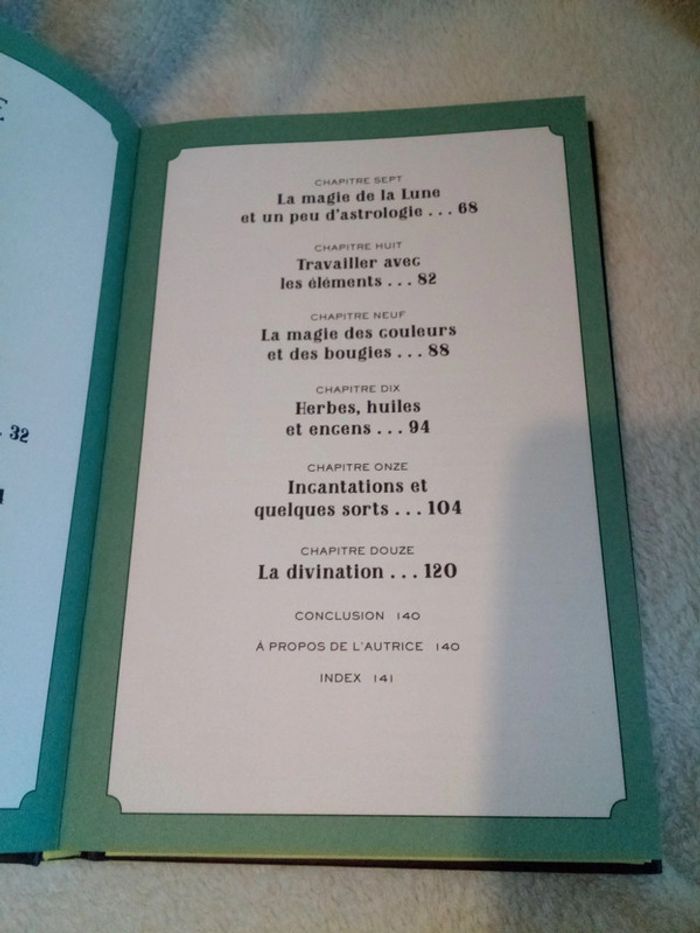 E
. 32
CHAPITRE SEPT
La magie de la Lune
et un peu d'astrologie . . . 68
CHAPITRE HUIT
Travailler avec
les éléments . . . 82
CHAPITRE NEUF
La magie des couleurs
et des bougies . . . 88
CHAPITRE DIX
Herbes, huiles
et encens . . . 94
CHAPITRE ONZE
Incantations et
quelques sorts . . . 104
CHAPITRE DOUZE
La divination . . . 120
CONCLUSION 140
À PROPOS DE L'AUTRICE 140
INDEX 141